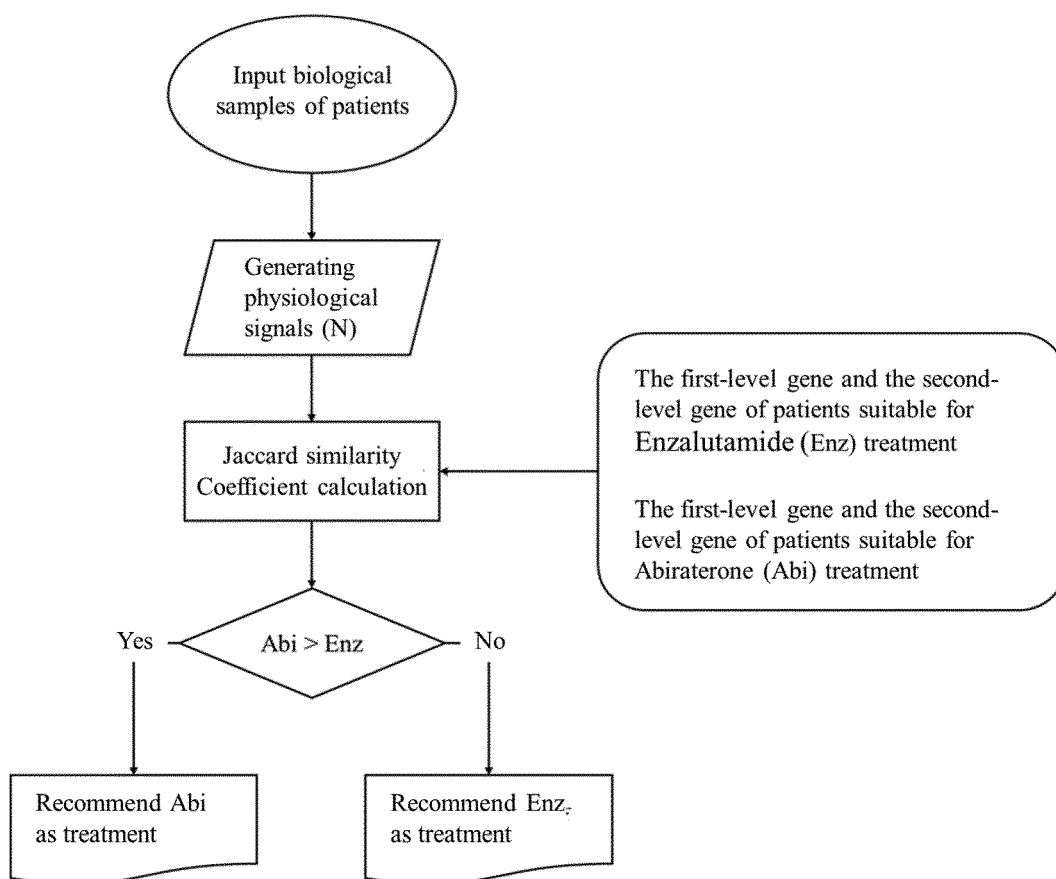 Input biological
samples of patients
Generating
physiological
signals (N)
The first-level gene and the second-
level gene of patients suitable for
Enzalutamide (Enz) treatment
Jaccard similarity
Coefficient calculation
The first-level gene and the second-
level gene of patients suitable for
Abiraterone (Abi) treatment
Yes
Abi > Enz
No
Recommend Abi
as treatment
Recommend Enz
as treatment